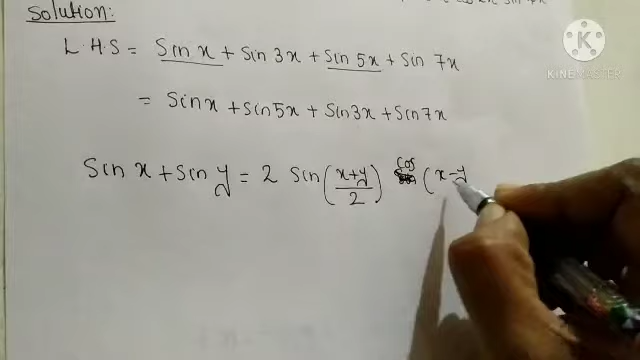 Solution:
L.H.S = Sin x + Sin 3x + Sin 5x + Sin 7x
= Sin x + Sin 5x + Sin 3x + Sin 7x
Sin x + Sin y = 2 Sin (x+y/2) Cos (x-y
KINEMASTER